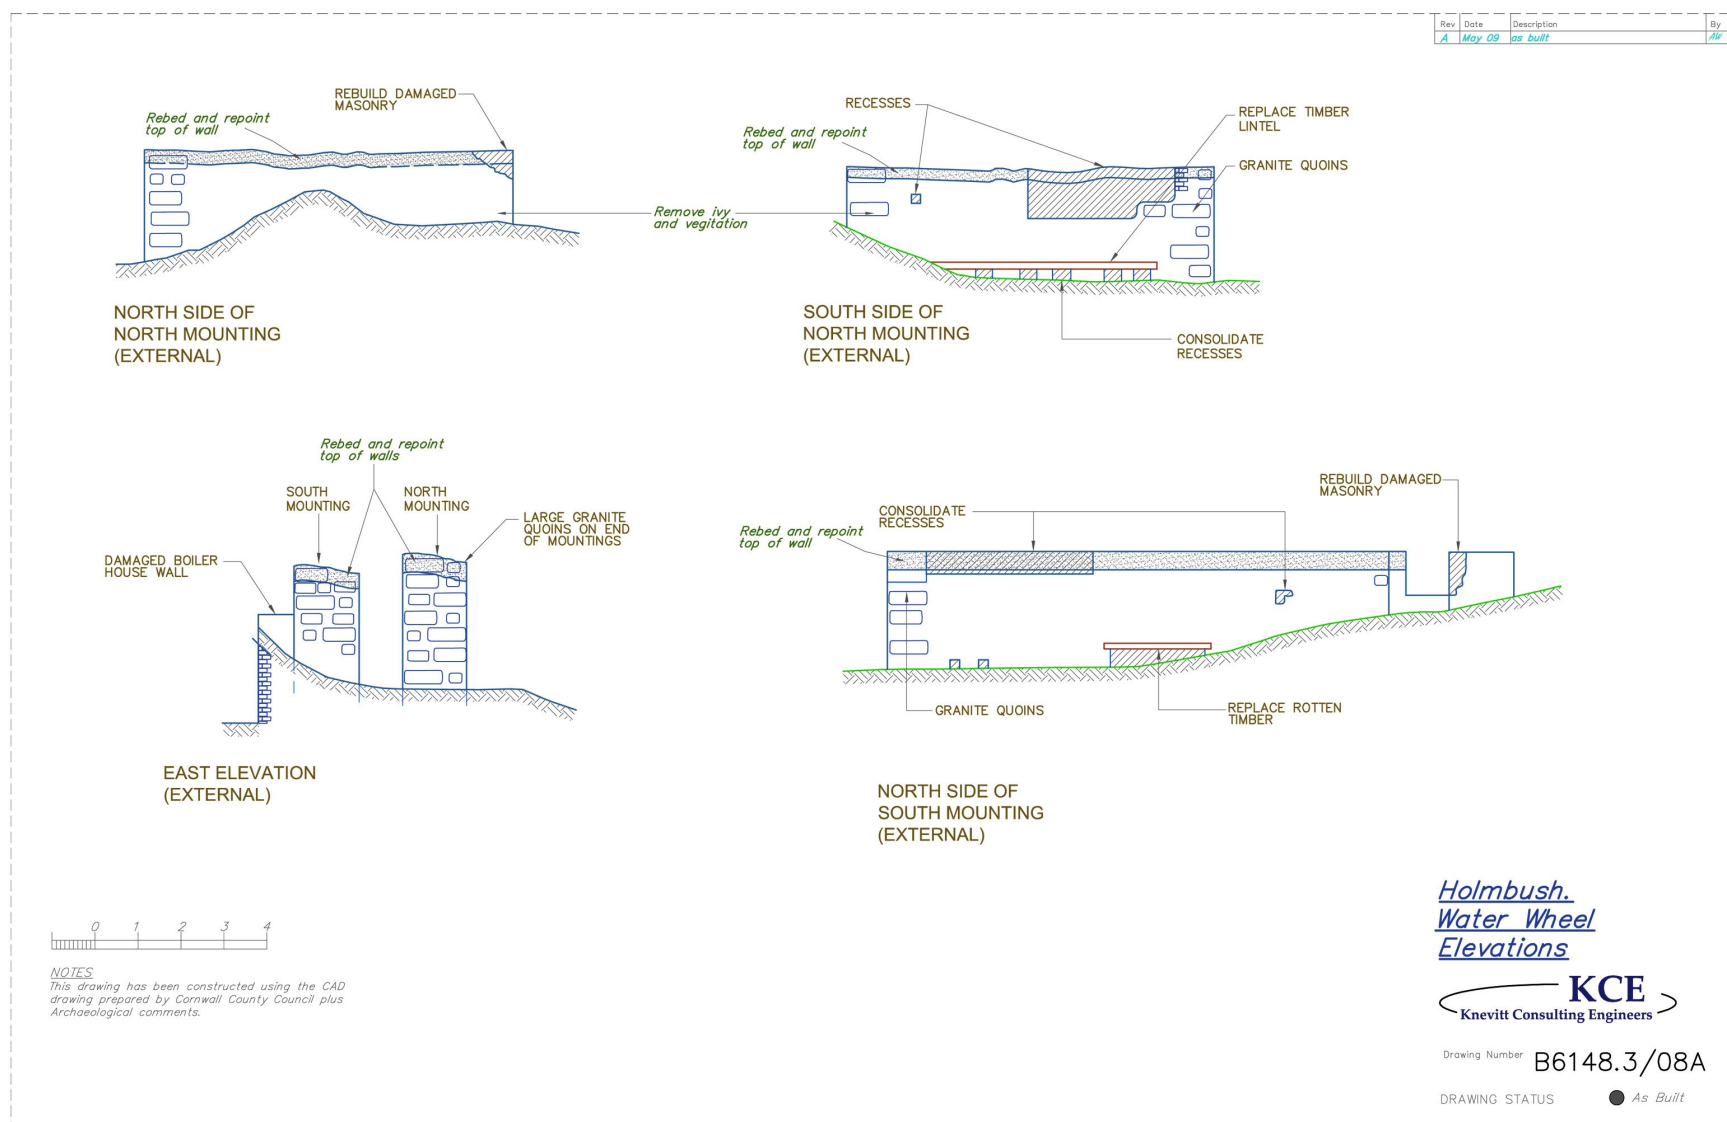 Rev Date Description By
A May 09 as built AW
REBUILD DAMAGED
MASONRY
Rebed and repoint
top of wall
RECESSES
Rebed and repoint
top of wall
REPLACE TIMBER
LINTEL
GRANITE QUOINS
Remove ivy
and vegitation
NORTH SIDE OF
NORTH MOUNTING
(EXTERNAL)
SOUTH SIDE OF
NORTH MOUNTING
(EXTERNAL)
CONSOLIDATE
RECESSES
Rebed and repoint
top of walls
SOUTH
MOUNTING
NORTH
MOUNTING
LARGE GRANITE
QUOINS ON END
OF MOUNTINGS
DAMAGED BOILER
HOUSE WALL
EAST ELEVATION
(EXTERNAL)
REBUILD DAMAGED
MASONRY
CONSOLIDATE
RECESSES
Rebed and repoint
top of wall
GRANITE QUOINS
REPLACE ROTTEN
TIMBER
NORTH SIDE OF
SOUTH MOUNTING
(EXTERNAL)
0 1 2 3 4
NOTES
This drawing has been constructed using the CAD
drawing prepared by Cornwall County Council plus
Archaeological comments.
Holmbush.
Water Wheel
Elevations
KCE
Knevitt Consulting Engineers
Drawing Number B6148.3/08A
DRAWING STATUS As Built